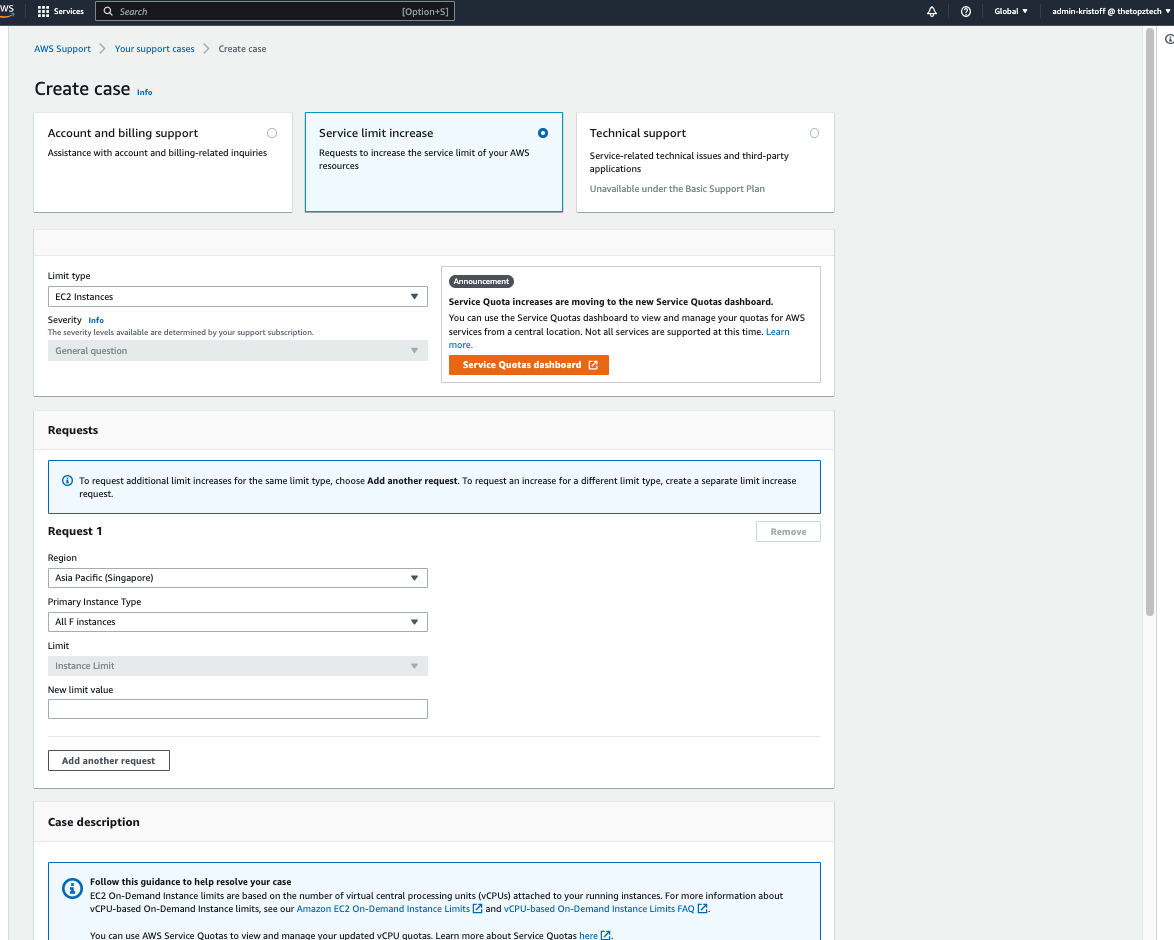 aws
Services
Search
[Option+S]
Global
admin-kristoff @ thetopztech
AWS Support
Your support cases
Create case
Create case
Info
Account and billing support
Assistance with account and billing-related inquiries
Service limit increase
Requests to increase the service limit of your AWS
resources
Technical support
Service-related technical issues and third-party
applications
Unavailable under the Basic Support Plan
Limit type
EC2 Instances
Severity Info
The severity levels available are determined by your support subscription.
General question
Announcement
Service Quota increases are moving to the new Service Quotas dashboard.
You can use the Service Quotas dashboard to view and manage your quotas for AWS
services from a central location. Not all services are supported at this time. Learn
more.
Service Quotas dashboard
Requests
To request additional limit increases for the same limit type, choose Add another request. To request an increase for a different limit type, create a separate limit increase
request.
Request 1
Remove
Region
Asia Pacific (Singapore)
Primary Instance Type
All F instances
Limit
Instance Limit
New limit value
Add another request
Case description
Follow this guidance to help resolve your case
EC2 On-Demand Instance limits are based on the number of virtual central processing units (vCPUs) attached to your running instances. For more information about
vCPU-based On-Demand Instance limits, see our Amazon EC2 On-Demand Instance Limits and vCPU-based On-Demand Instance Limits FAQ.
You can use AWS Service Quotas to view and manage your updated vCPU quotas. Learn more about Service Quotas here.